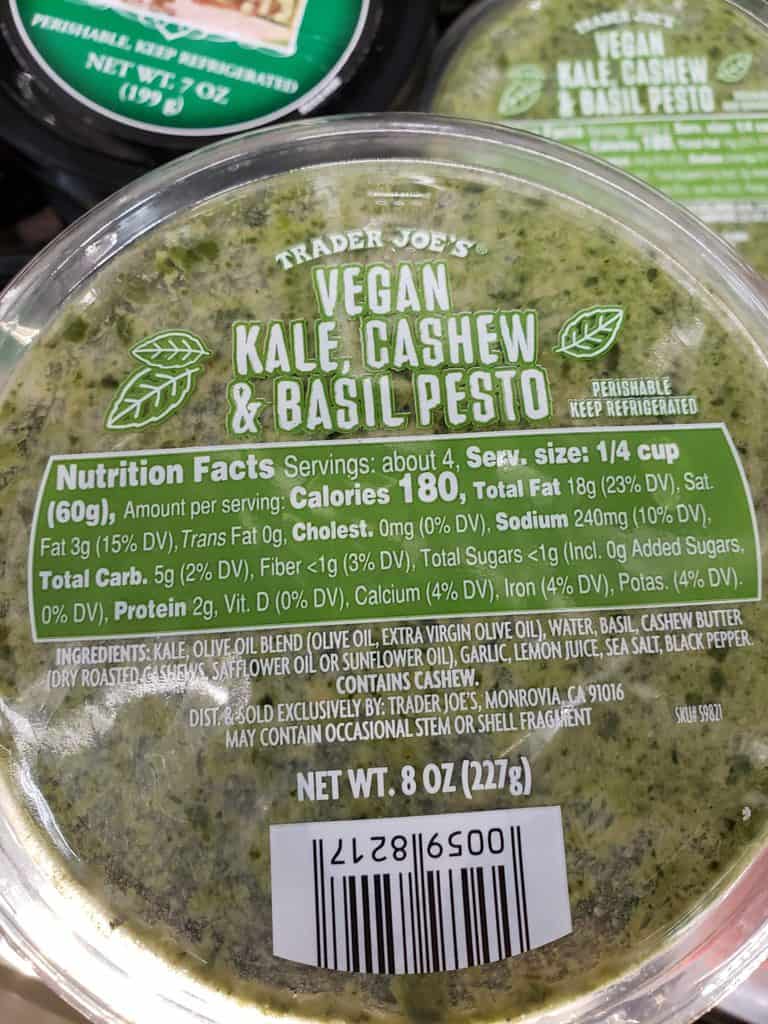 PERISHABLE, KEEP REFRIGERATED
NET WT. 7 OZ
(199 g)
TRADER JOE'S
VEGAN
KALE, CASHEW
& BASIL PESTO
TRADER JOE'S®
VEGAN
KALE, CASHEW
& BASIL PESTO
PERISHABLE
KEEP REFRIGERATED
Nutrition Facts Servings: about 4, Serv. size: 1/4 cup
(60g), Amount per serving: Calories 180, Total Fat 18g (23% DV), Sat.
Fat 3g (15% DV), Trans Fat 0g, Cholest. 0mg (0% DV), Sodium 240mg (10% DV),
Total Carb. 5g (2% DV), Fiber <1g (3% DV), Total Sugars <1g (Incl. 0g Added Sugars,
0% DV), Protein 2g, Vit. D (0% DV), Calcium (4% DV), Iron (4% DV), Potas. (4% DV).
INGREDIENTS: KALE, OLIVE OIL BLEND (OLIVE OIL, EXTRA VIRGIN OLIVE OIL), WATER, BASIL, CASHEW BUTTER
(DRY ROASTED CASHEWS, SAFFLOWER OIL OR SUNFLOWER OIL), GARLIC, LEMON JUICE, SEA SALT, BLACK PEPPER.
CONTAINS CASHEW.
DIST. & SOLD EXCLUSIVELY BY: TRADER JOE'S, MONROVIA, CA 91016
MAY CONTAIN OCCASIONAL STEM OR SHELL FRAGMENT
SKU# 59821
NET WT. 8 OZ (227g)
0059 8217